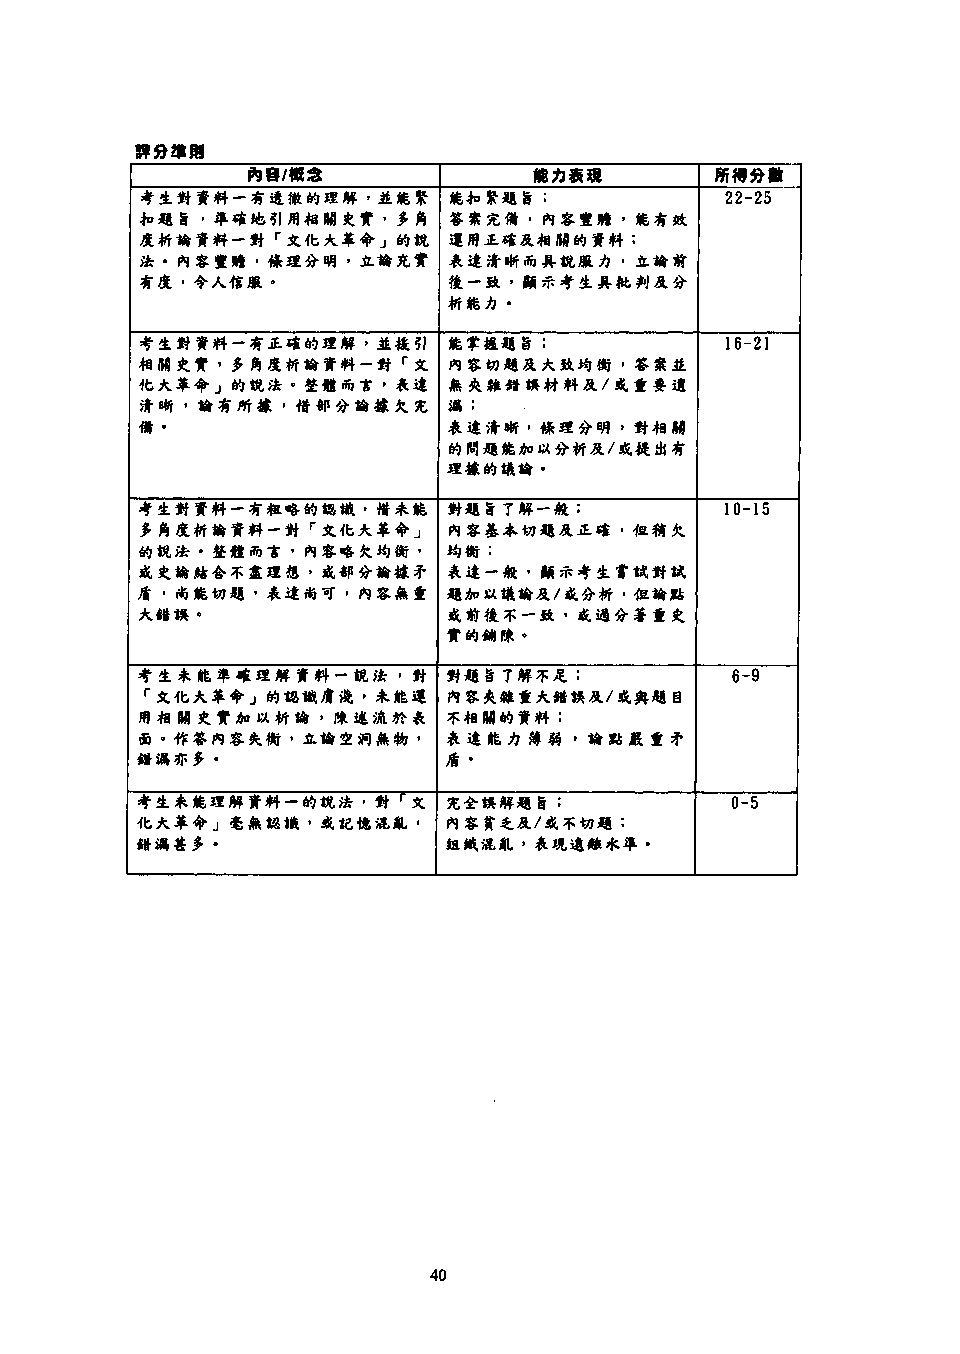 評分準則
內容/概念 能力表現 所得分數
考生對資料一有透徹的理解，並能緊
扣題旨，準確地引用相關史實，多角
度析論資料一對「文化大革命」的說
法。內容豐贍，條理分明，立論充實
有度，令人信服。
能扣緊題旨；
答案完備，內容豐贍，能有效
運用正確及相關的資料；
表達清晰而具說服力，立論前
後一致，顯示考生具批判及分
析能力。
22-25
考生對資料一有正確的理解，並援引
相關史實，多角度析論資料一對「文
化大革命」的說法。整體而言，表達
清晰，論有所據，惜部分論據欠完
備。
能掌握題旨；
內容切題及大致均衡，答案並
無夾雜錯誤材料及/或重要遺
漏；
表達清晰，條理分明，對相關
的問題能加以分析及/或提出有
理據的議論。
16-21
考生對資料一有粗略的認識，惜未能
多角度析論資料一對「文化大革命」
的說法。整體而言，內容略欠均衡，
或史論結合不盡理想，或部分論據矛
盾，尚能切題，表達尚可，內容無重
大錯誤。
對題旨了解一般；
內容基本切題及正確，但稍欠
均衡；
表達一般，顯示考生嘗試對試
題加以議論及/或分析，但論點
或前後不一致，或過分著重史
實的鋪陳。
10-15
考生未能準確理解資料一說法，對
「文化大革命」的認識膚淺，未能運
用相關史實加以析論，陳述流於表
面。作答內容失衡，立論空洞無物，
錯漏亦多。
對題旨了解不足；
內容夾雜重大錯誤及/或與題目
不相關的資料；
表達能力薄弱，論點嚴重矛
盾。
6-9
考生未能理解資料一的說法，對「文
化大革命」毫無認識，或記憶混亂，
錯漏甚多。
完全誤解題旨；
內容貧乏及/或不切題；
組織混亂，表現遠離水準。
0-5
40